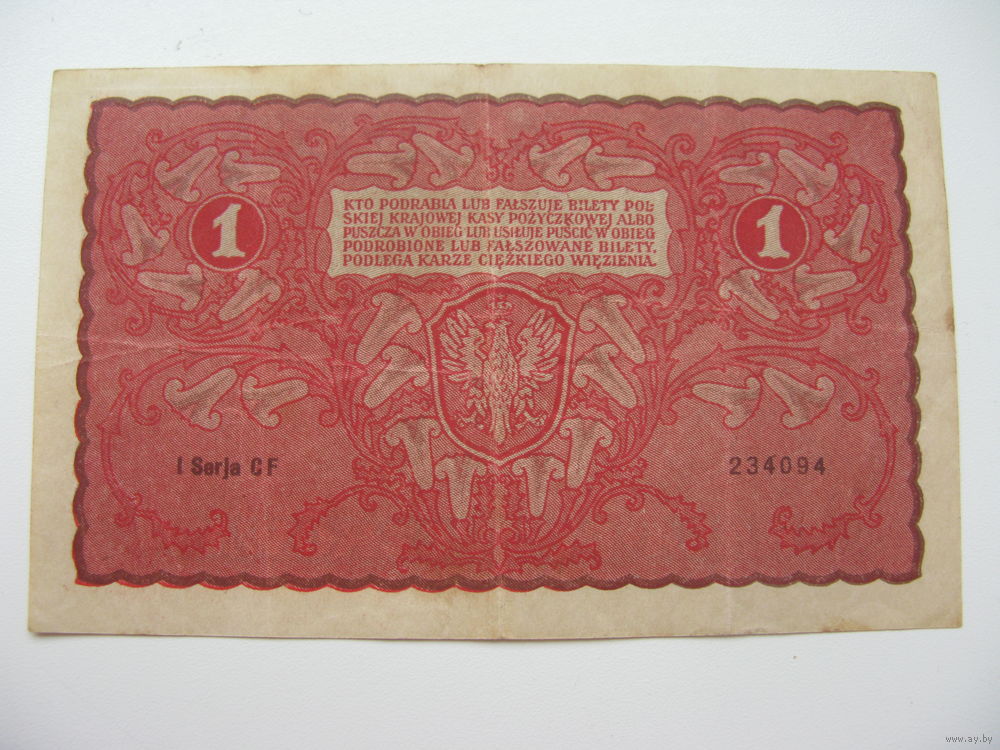 KTO PODRABIA LUB FAŁSZUJE BILETY POL
SKIEJ KRAJOWEJ KASY POŻYCZKOWEJ ALBO
PUSZCZA W OBIEG LUB USIŁUJE PUŚCIĆ W OBIEG
PODROBIONE LUB FAŁSZOWANE BILETY,
PODLEGA KARZE CIĘŻKIEGO WIĘZIENIA.
1
1
I Serja CF
234094
www.ay.by